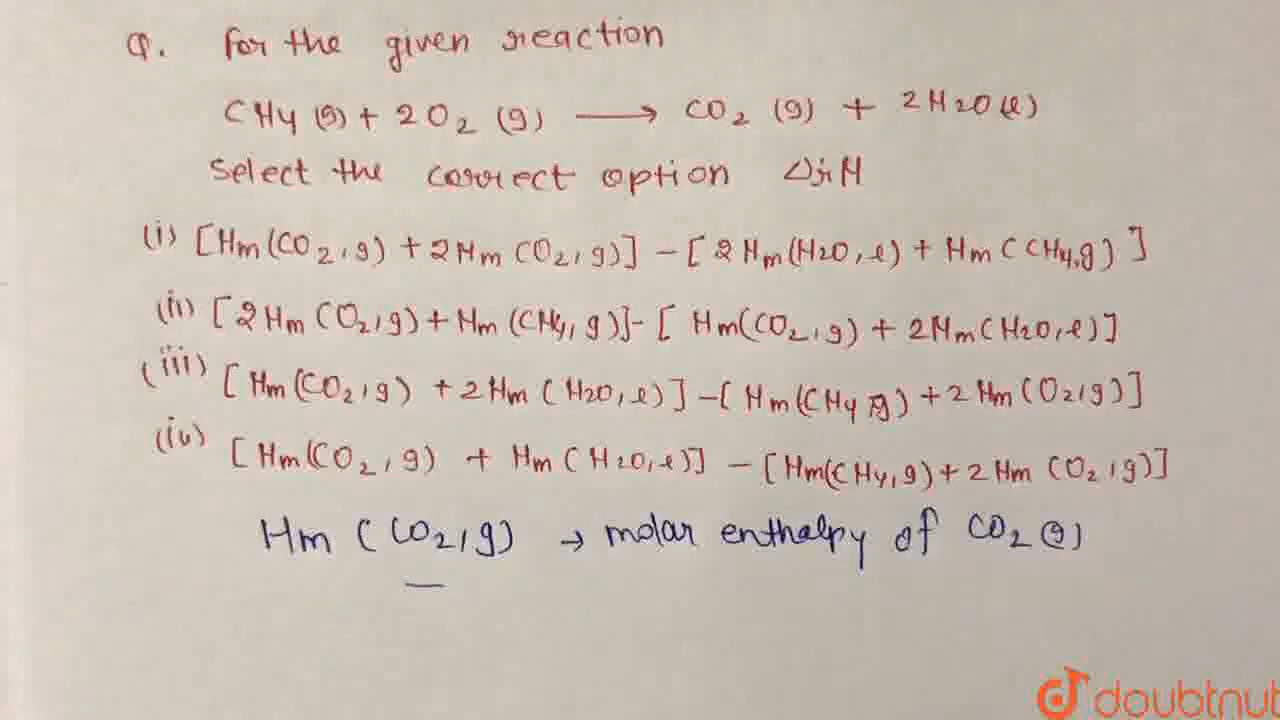 Q. For the given reaction
CH4 (g) + 2O2 (g) ⟶ CO2 (g) + 2H2O(l)
Select the correct option ΔrH
(i) [Hm(CO2,g) + 2Hm(O2,g)] - [2Hm(H2O,l) + Hm(CH4,g)]
(ii) [2Hm(O2,g) + Hm(CH4,g)] - [Hm(CO2,g) + 2Hm(H2O,l)]
(iii) [Hm(CO2,g) + 2Hm(H2O,l)] - [Hm(CH4,g) + 2Hm(O2,g)]
(iv) [Hm(CO2,g) + Hm(H2O,l)] - [Hm(CH4,g) + 2Hm(O2,g)]
Hm (CO2,g) → molar enthalpy of CO2(g)
doubtnut